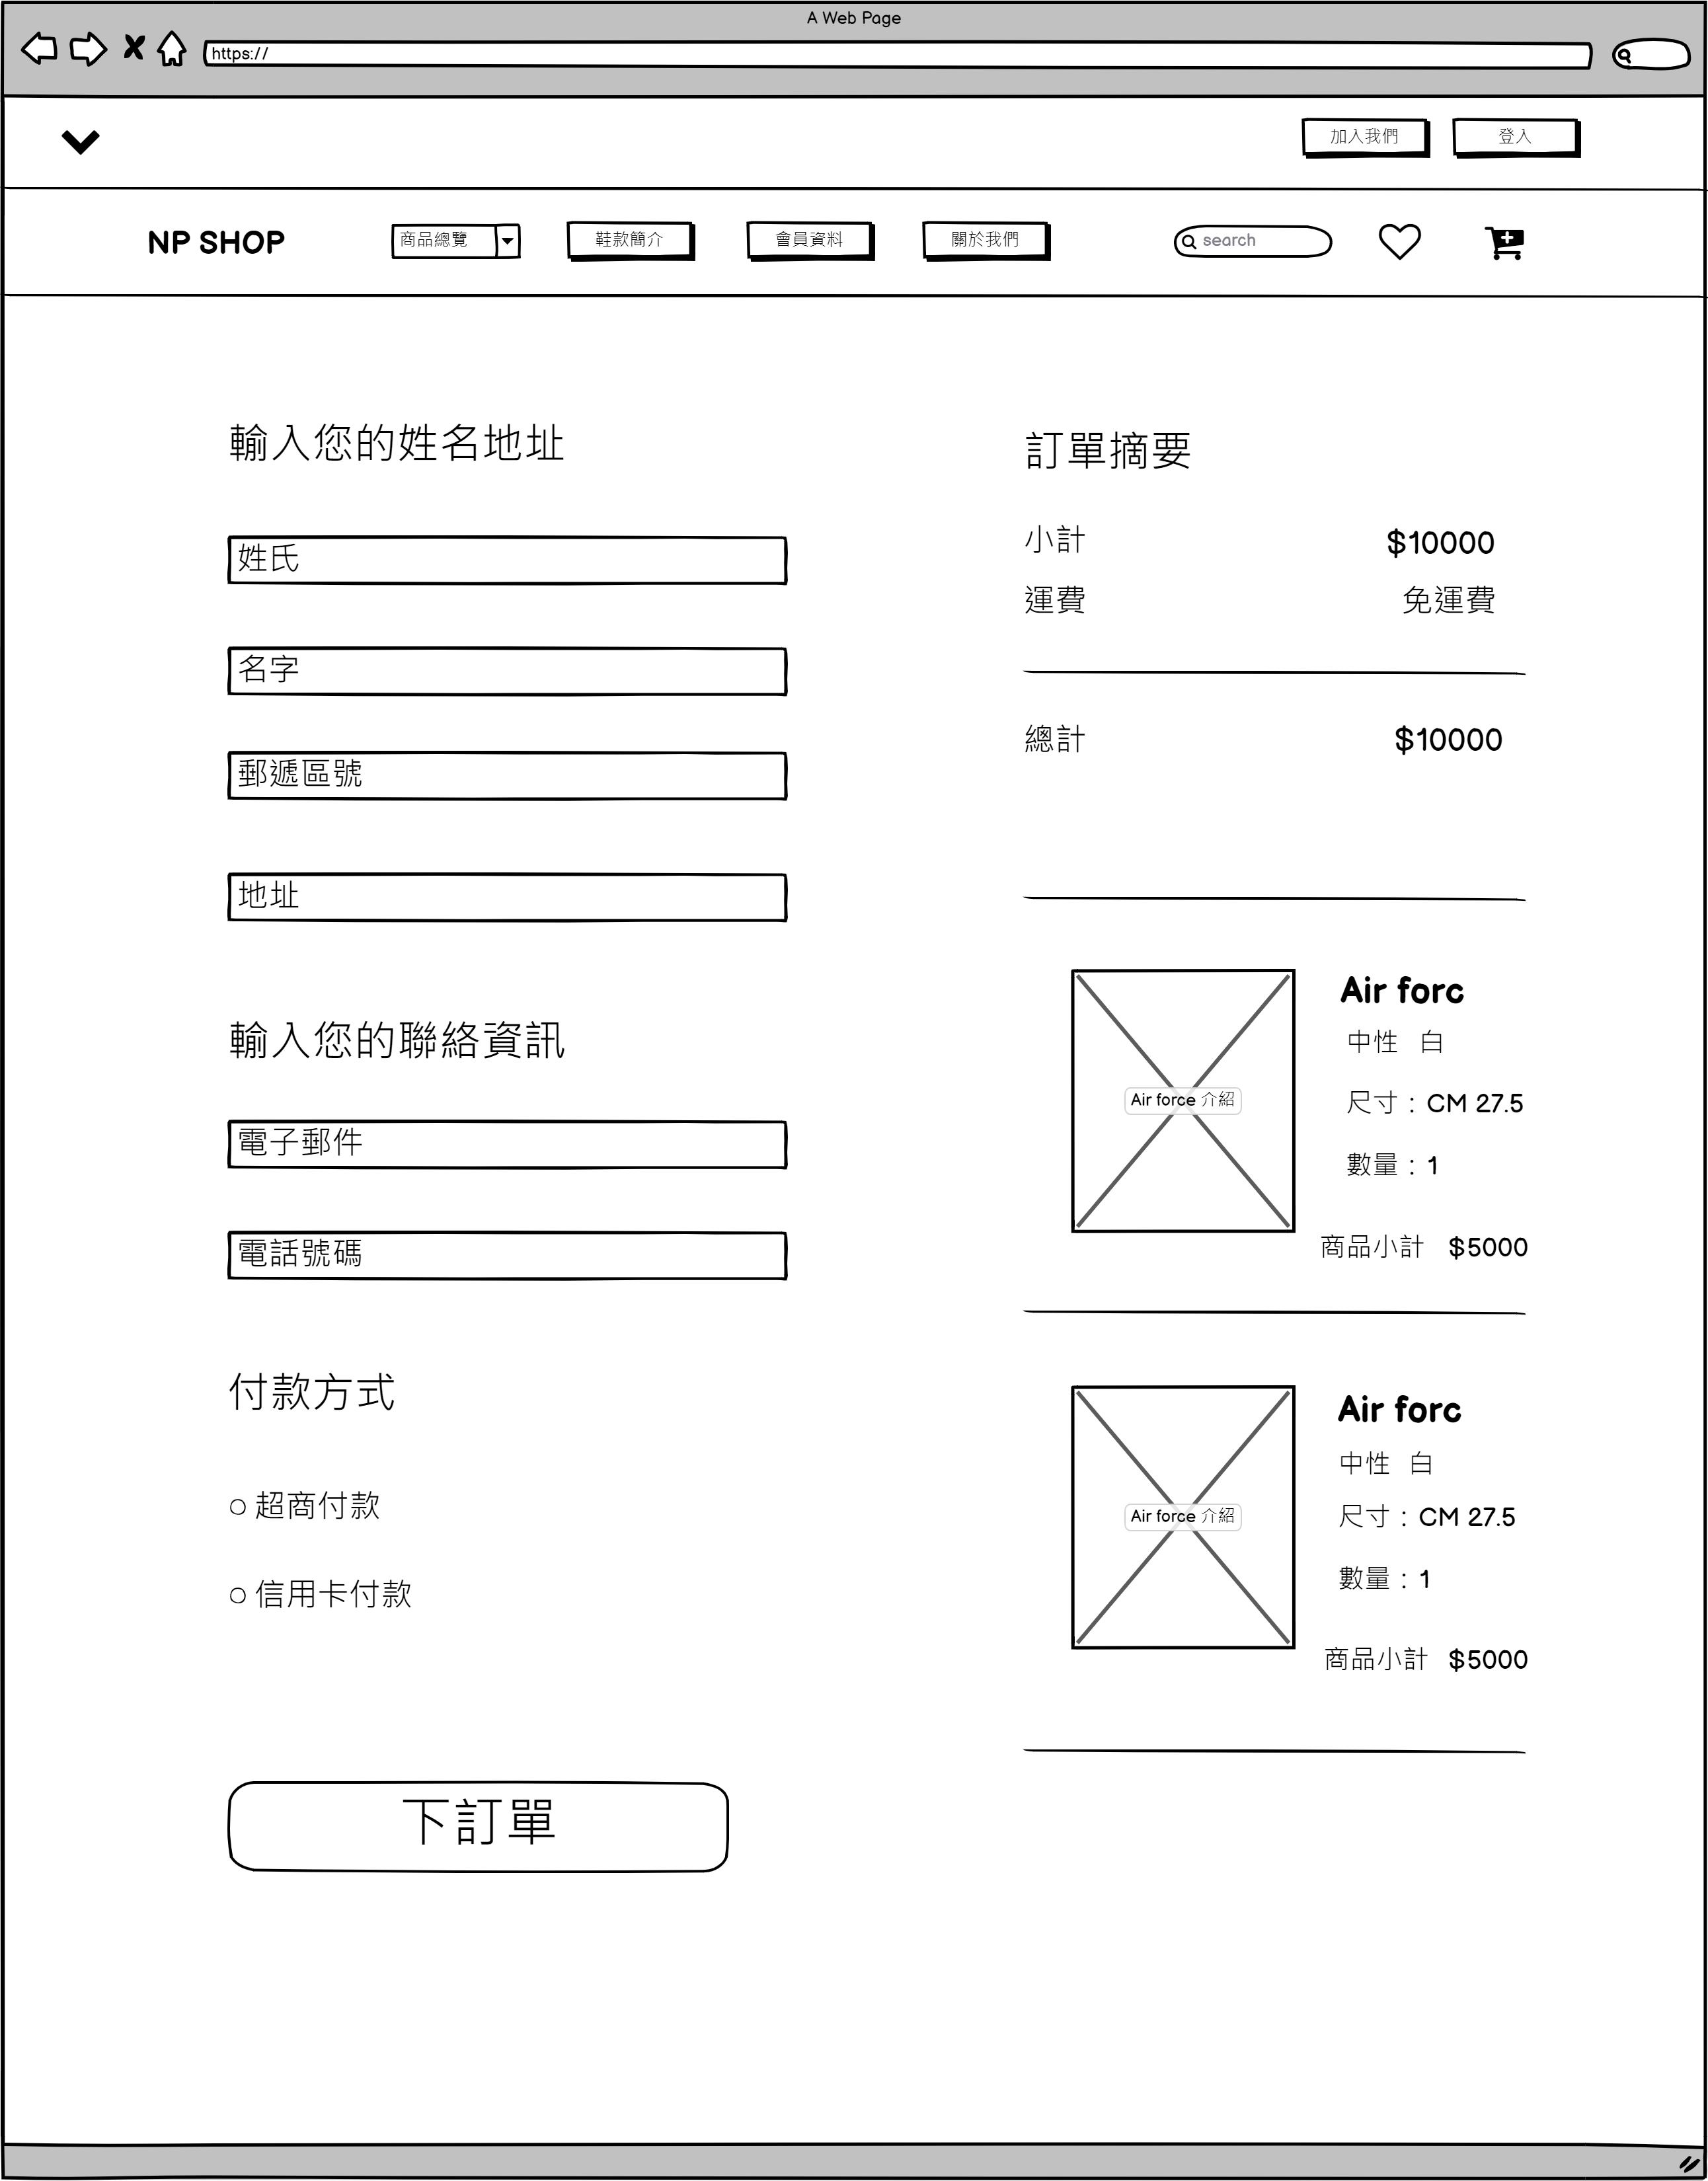 A Web Page
https://
加入我們
登入
NP SHOP
商品總覽
鞋款簡介
會員資料
關於我們
search
輸入您的姓名地址
姓氏
名字
郵遞區號
地址
輸入您的聯絡資訊
電子郵件
電話號碼
付款方式
超商付款
信用卡付款
下訂單
訂單摘要
小計 $10000
運費 免運費
總計 $10000
Air force 介紹
Air forc
中性 白
尺寸：CM 27.5
數量：1
商品小計 $5000
Air force 介紹
Air forc
中性 白
尺寸：CM 27.5
數量：1
商品小計 $5000